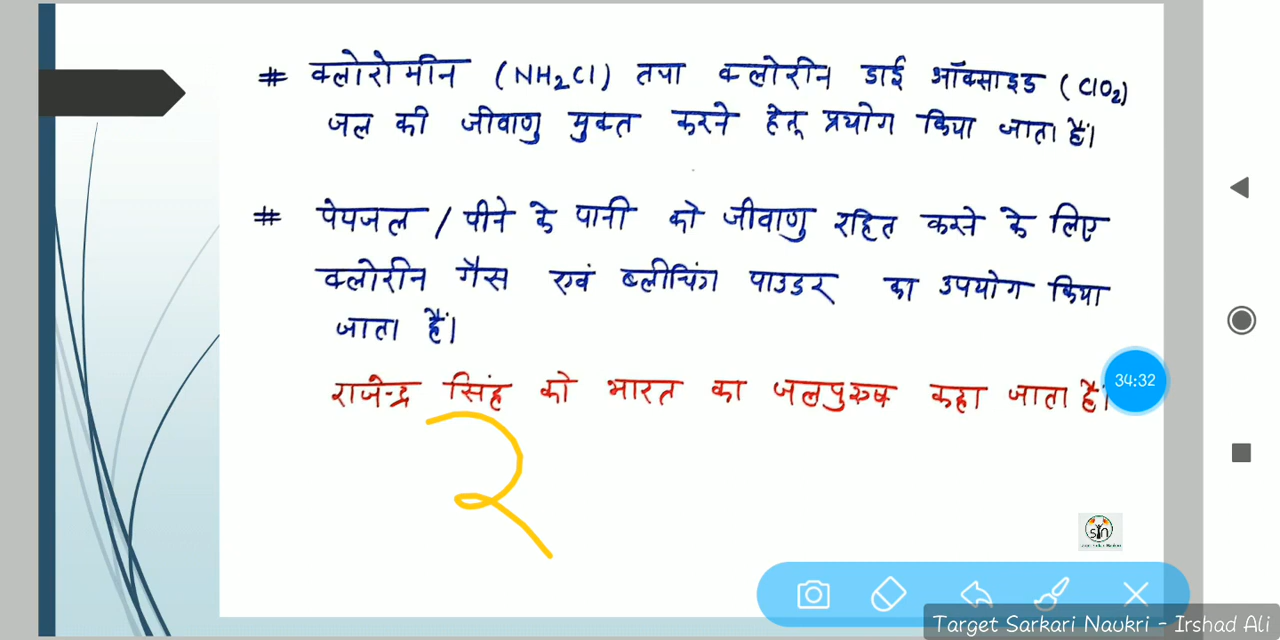 # क्लोरोमीन (NH2Cl) तथा क्लोरीन डाई ऑक्साइड (ClO2)
जल को जीवाणु मुक्त करने हेतू प्रयोग किया जाता हैं।
# पेयजल / पीने के पानी को जीवाणु रहित करने के लिए
क्लोरीन गैस एवं ब्लीचिंग पाउडर का उपयोग किया
जाता हैं।
राजेन्द्र सिंह को भारत का जलपुरूष कहा जाता हैं।
34:32
२
Target Sarkari Naukri - Irshad Ali